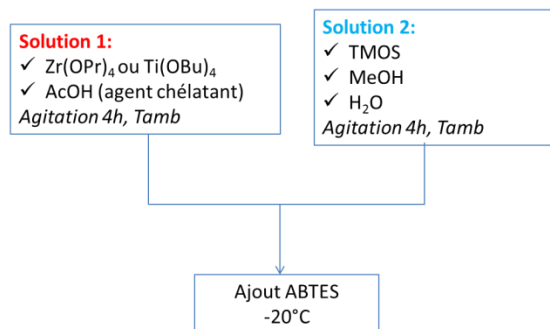 Solution 1:
✓ Zr(OPr)₄ ou Ti(OBu)₄
✓ AcOH (agent chélatant)
Agitation 4h, Tamb
Solution 2:
✓ TMOS
✓ MeOH
✓ H₂O
Agitation 4h, Tamb
Ajout ABTES
-20°C